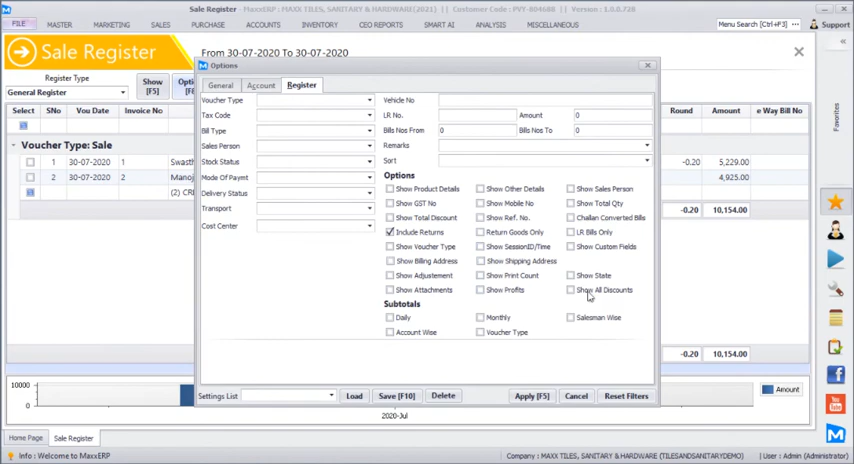 Sale Register - MaxxERP : MAXX TILES, SANITARY & HARDWARE(2021) || Customer Code : PVY-804688 || Version : 1.0.0.728
FILE MASTER MARKETING SALES PURCHASE ACCOUNTS INVENTORY CEO REPORTS SMART AI ANALYSIS MISCELLANEOUS Menu Search [Ctrl+F3] Support
Sale Register From 30-07-2020 To 30-07-2020
Register Type
General Register
Show
[F5]
Options
General Account Register
Select SNo Vou Date Invoice No
Round Amount e Way Bill No
Voucher Type: Sale
1 30-07-2020 1 Swasth -0.20 5,229.00
2 30-07-2020 2 Manoj 4,925.00
-0.20 10,154.00
Voucher Type
Tax Code
Bill Type
Sales Person
Stock Status
Mode Of Paymt
Delivery Status
Transport
Cost Center
Vehicle No
LR No. Amount 0
Bills Nos From 0 Bills Nos To 0
Remarks
Sort
Options
Show Product Details Show Other Details Show Sales Person
Show GST No Show Mobile No Show Total Qty
Show Total Discount Show Ref. No. Challan Converted Bills
Include Returns Return Goods Only LR Bills Only
Show Voucher Type Show SessionID/Time Show Custom Fields
Show Billing Address Show Shipping Address
Show Adjustement Show Print Count Show State
Show Attachments Show Profits Show All Discounts
Subtotals
Daily Monthly Salesman Wise
Account Wise Voucher Type
-0.20 10,154.00
Settings List Load Save [F10] Delete Apply [F5] Cancel Reset Filters
10000
0
2020-Jul
Amount
Favorites
Home Page Sale Register
Info : Welcome to MaxxERP Company : MAXX TILES, SANITARY & HARDWARE (TILESANDSANITARYDEMO) User : Admin (Administrator)